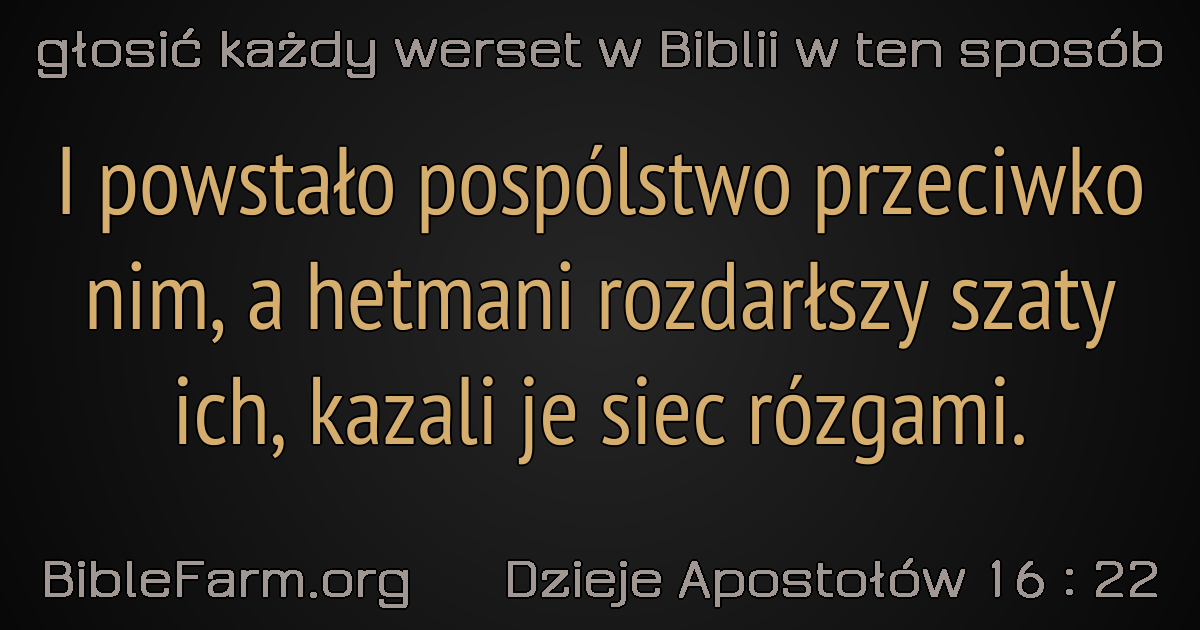 głosić każdy werset w Biblii w ten sposób
I powstało pospólstwo przeciwko
nim, a hetmani rozdarłszy szaty
ich, kazali je siec rózgami.
BibleFarm.org Dzieje Apostołów 16 : 22